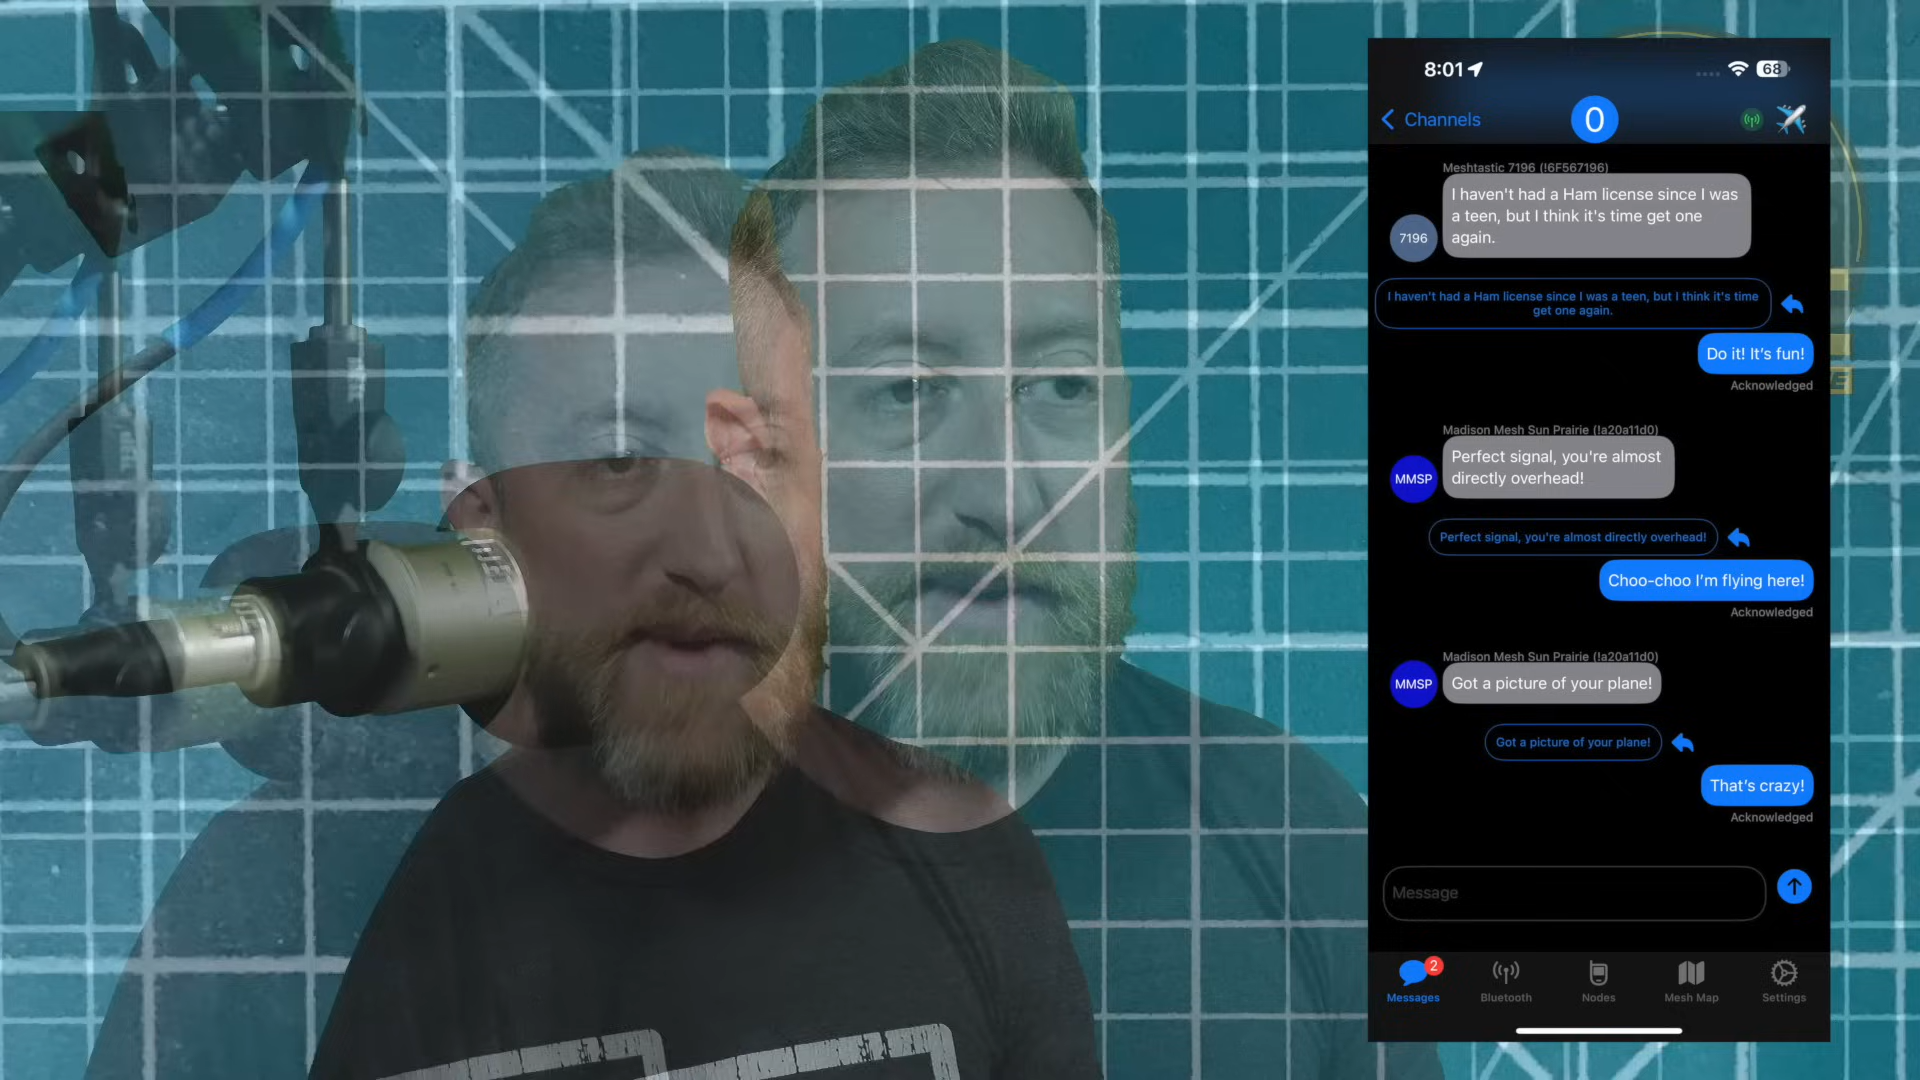 8:01
68
Channels
0
Meshtastic 7196 (!6F567196)
I haven't had a Ham license since I was
a teen, but I think it's time get one
again.
7196
I haven't had a Ham license since I was a teen, but I think it's time
get one again.
Do it! It's fun!
Acknowledged
Madison Mesh Sun Prairie (!a20a11d0)
Perfect signal, you're almost
directly overhead!
MMSP
Perfect signal, you're almost directly overhead!
Choo-choo I'm flying here!
Acknowledged
Madison Mesh Sun Prairie (!a20a11d0)
MMSP
Got a picture of your plane!
Got a picture of your plane!
That's crazy!
Acknowledged
Message
2
Messages
Bluetooth
Nodes
Mesh Map
Settings